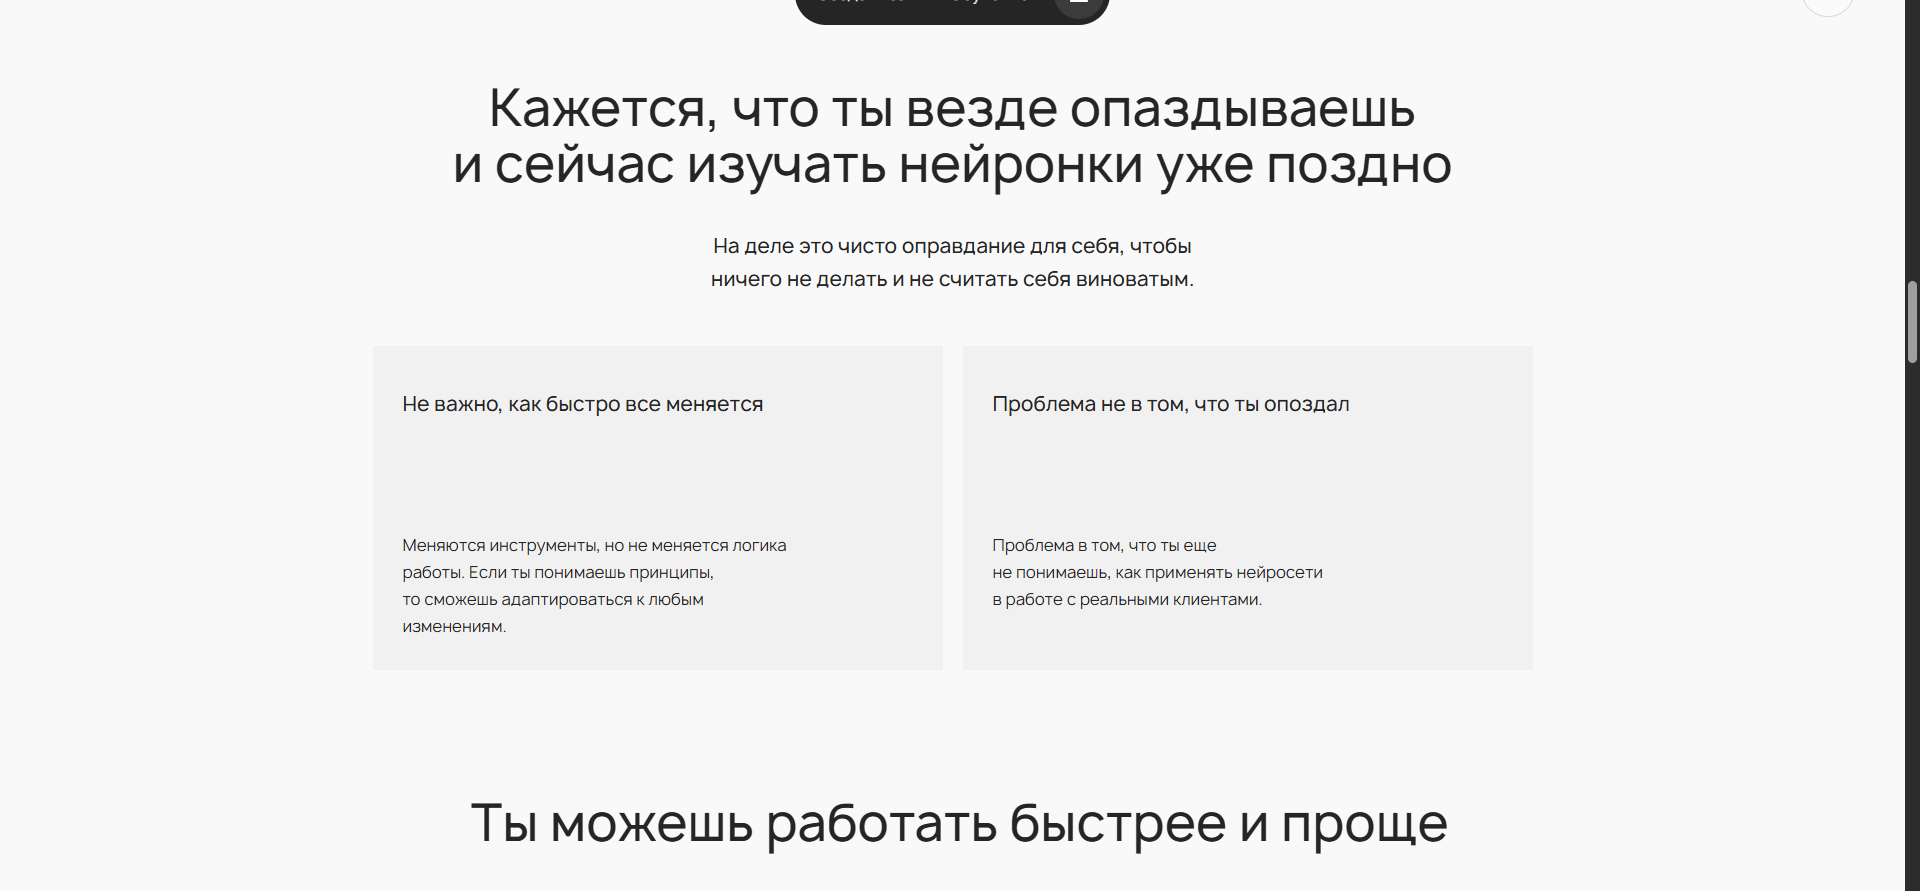 Кажется, что ты везде опаздываешь
и сейчас изучать нейронки уже поздно
На деле это чисто оправдание для себя, чтобы
ничего не делать и не считать себя виноватым.
Не важно, как быстро все меняется
Меняются инструменты, но не меняется логика
работы. Если ты понимаешь принципы,
то сможешь адаптироваться к любым
изменениям.
Проблема не в том, что ты опоздал
Проблема в том, что ты еще
не понимаешь, как применять нейросети
в работе с реальными клиентами.
Ты можешь работать быстрее и проще